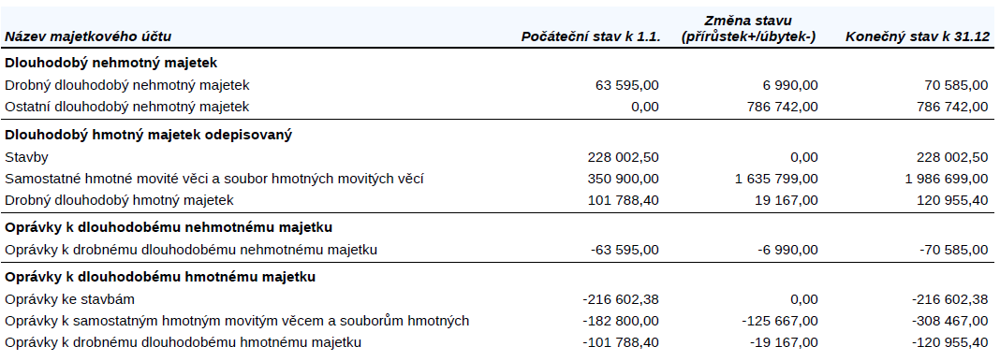 Změna stavu
Název majetkového účtu Počáteční stav k 1.1. (přírůstek+/úbytek-) Konečný stav k 31.12
Dlouhodobý nehmotný majetek
Drobný dlouhodobý nehmotný majetek 63 595,00 6 990,00 70 585,00
Ostatní dlouhodobý nehmotný majetek 0,00 786 742,00 786 742,00
Dlouhodobý hmotný majetek odepisovaný
Stavby 228 002,50 0,00 228 002,50
Samostatné hmotné movité věci a soubor hmotných movitých věcí 350 900,00 1 635 799,00 1 986 699,00
Drobný dlouhodobý hmotný majetek 101 788,40 19 167,00 120 955,40
Oprávky k dlouhodobému nehmotnému majetku
Oprávky k drobnému dlouhodobému nehmotnému majetku -63 595,00 -6 990,00 -70 585,00
Oprávky k dlouhodobému hmotnému majetku
Oprávky ke stavbám -216 602,38 0,00 -216 602,38
Oprávky k samostatným hmotným movitým věcem a souborům hmotných -182 800,00 -125 667,00 -308 467,00
Oprávky k drobnému dlouhodobému hmotnému majetku -101 788,40 -19 167,00 -120 955,40